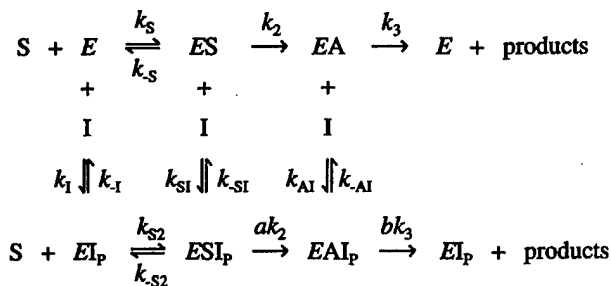 k_S k_2 k_3
S + E ⇌ ES → EA → E + products
k_-S
+ + +
I I I
k_I ⇌ k_-I k_SI ⇌ k_-SI k_AI ⇌ k_-AI
k_S2 ak_2 bk_3
S + EI_P ⇌ ESI_P → EAI_P → EI_P + products
k_-S2